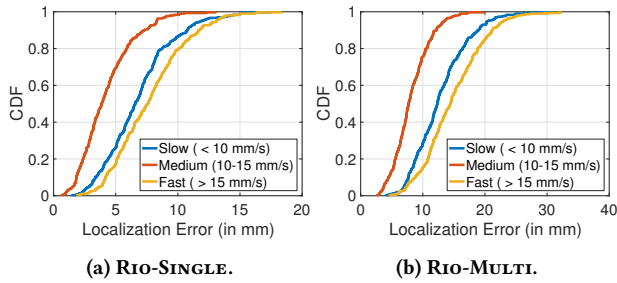 1
0.8
0.6
0.4
0.2
0
CDF
Slow ( < 10 mm/s)
Medium (10-15 mm/s)
Fast ( > 15 mm/s)
0 5 10 15 20
Localization Error (in mm)
(a) RIO-SINGLE.
1
0.8
0.6
0.4
0.2
0
CDF
Slow ( < 10 mm/s)
Medium (10-15 mm/s)
Fast ( > 15 mm/s)
0 10 20 30 40
Localization Error (in mm)
(b) RIO-MULTI.